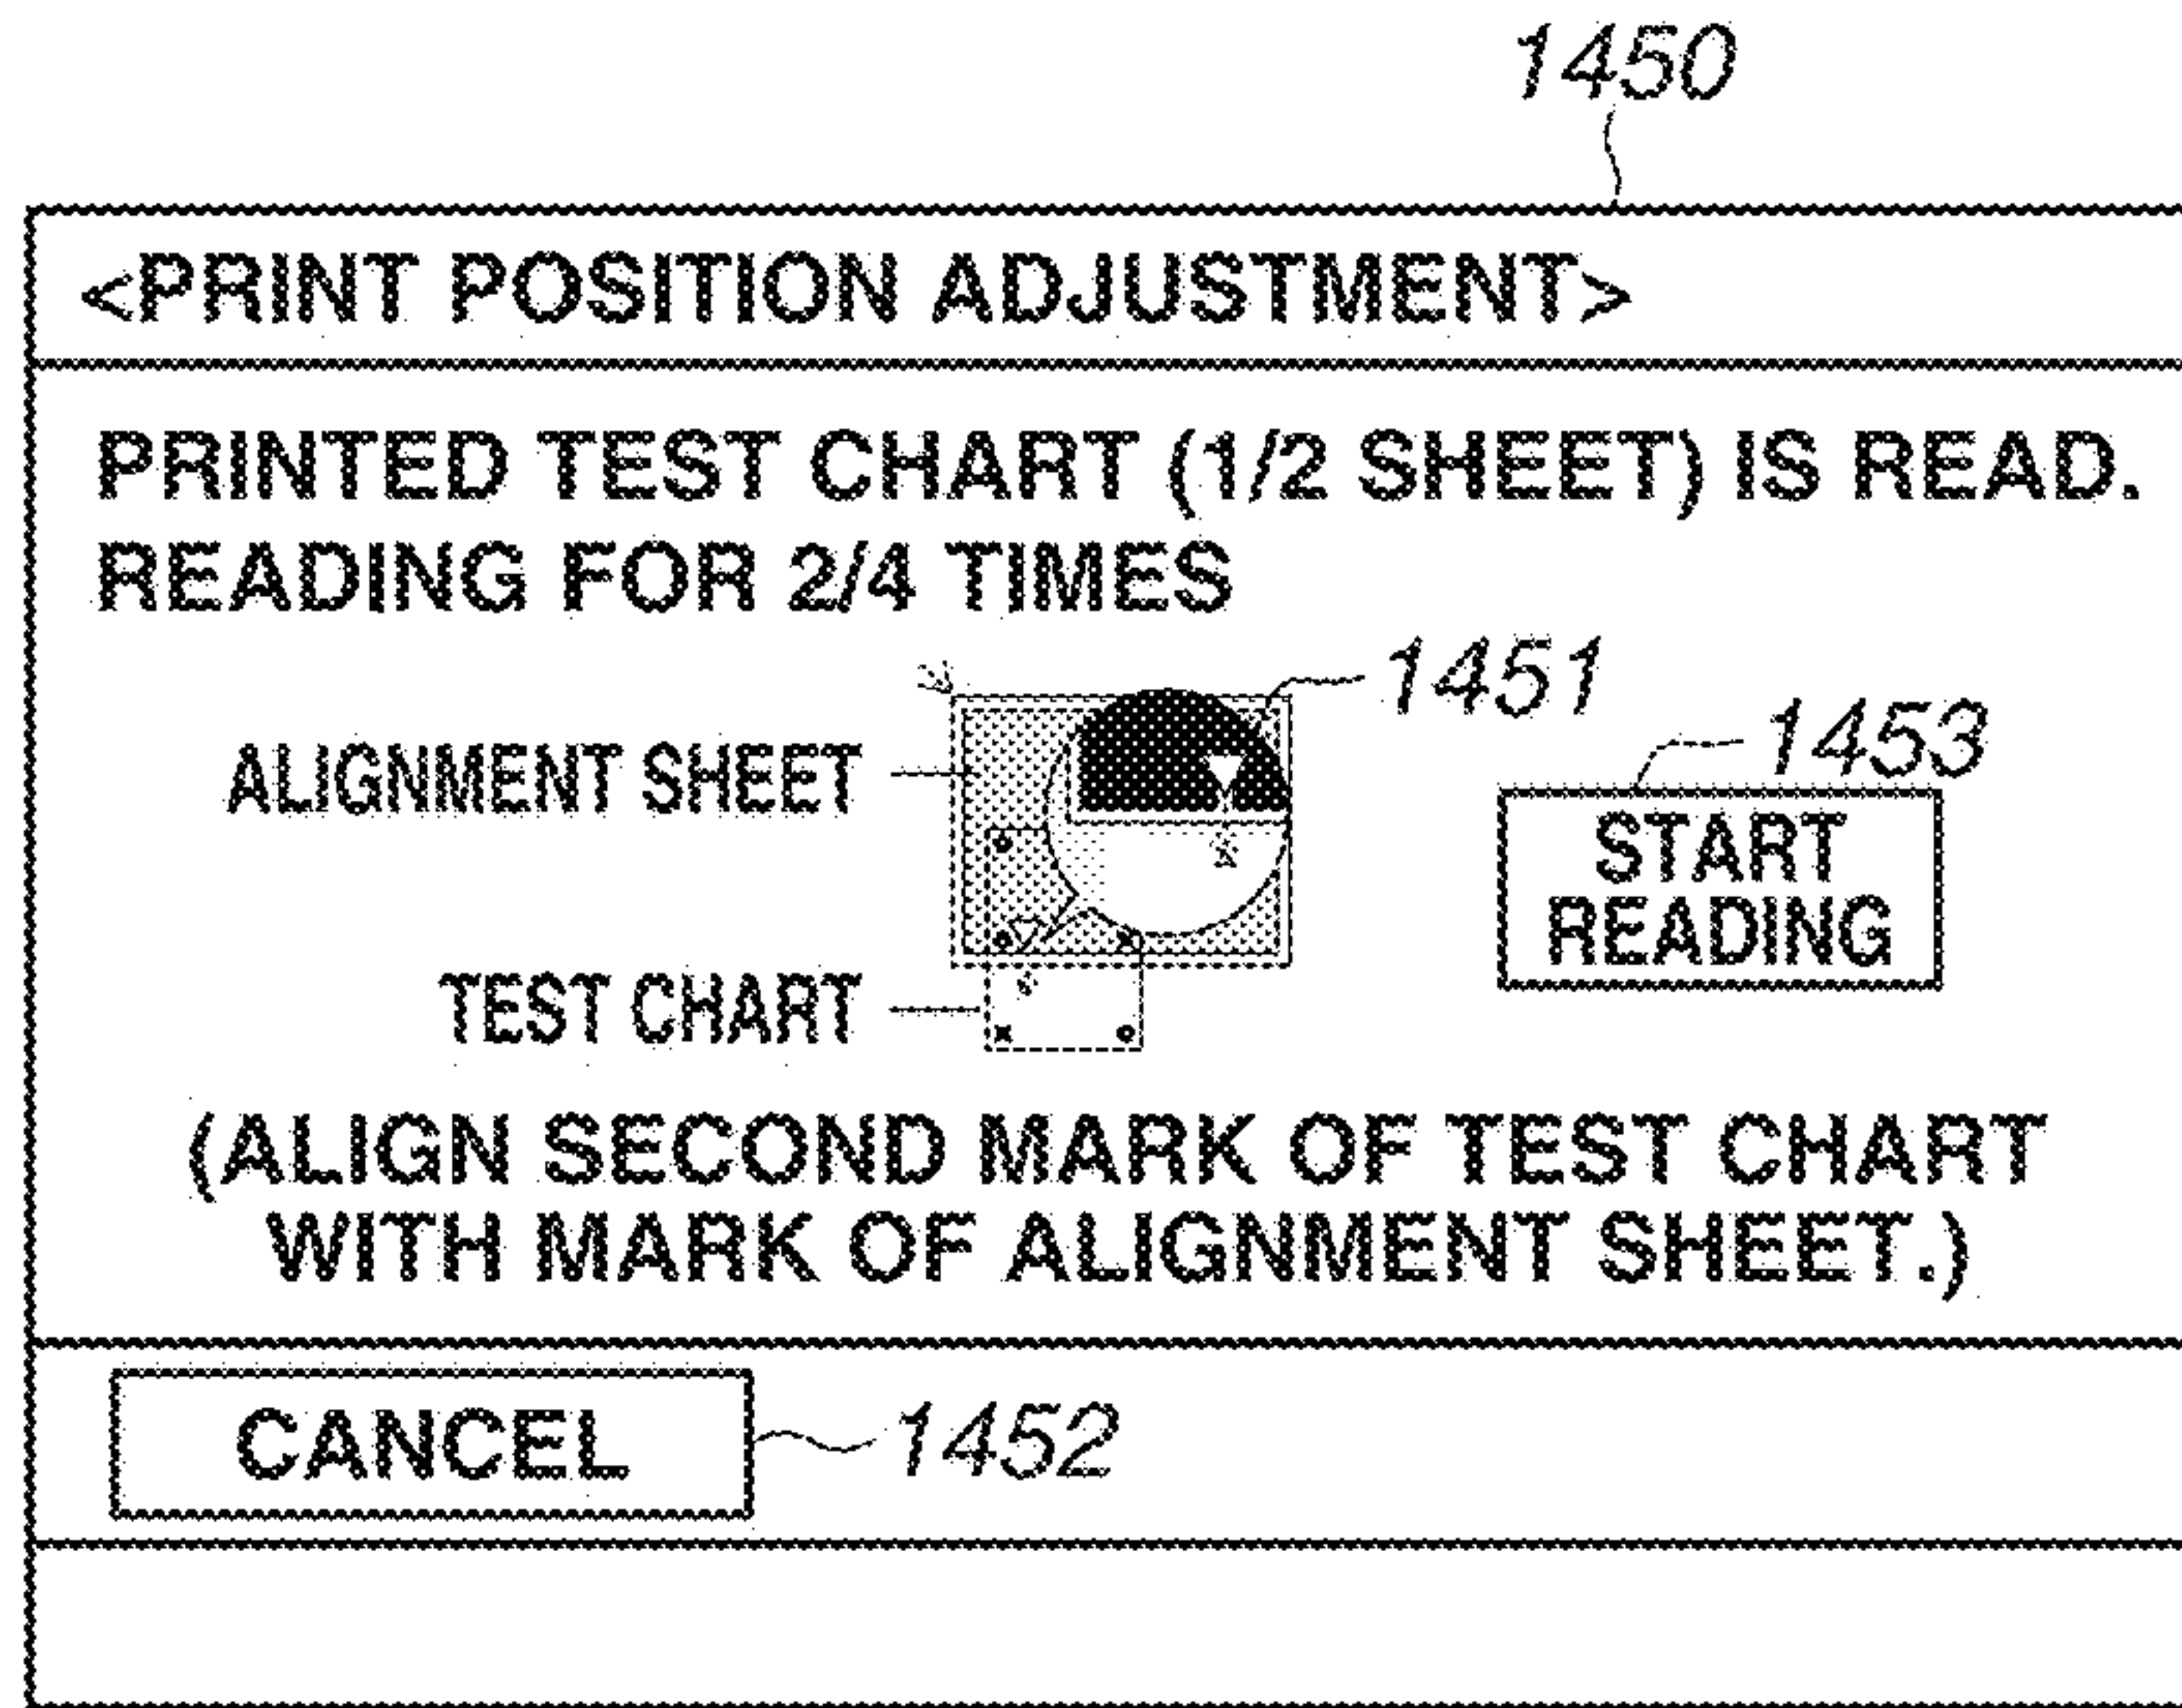 1450
<PRINT POSITION ADJUSTMENT>
PRINTED TEST CHART (1/2 SHEET) IS READ.
READING FOR 2/4 TIMES
1451
ALIGNMENT SHEET
1453
START
READING
TEST CHART
(ALIGN SECOND MARK OF TEST CHART
WITH MARK OF ALIGNMENT SHEET.)
CANCEL
1452